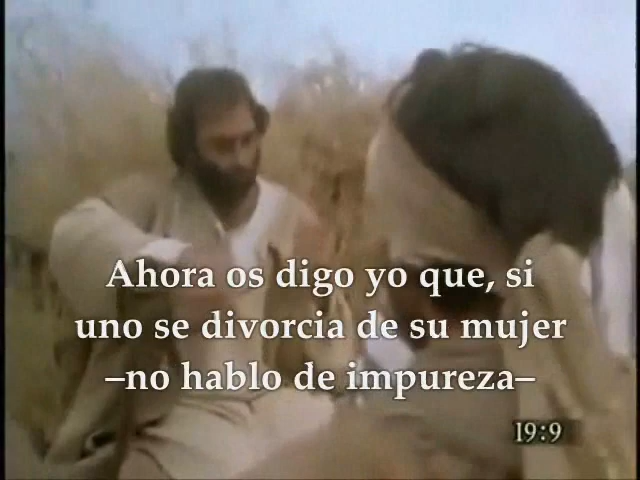 Ahora os digo yo que, si
uno se divorcia de su mujer
–no hablo de impureza–
19:9